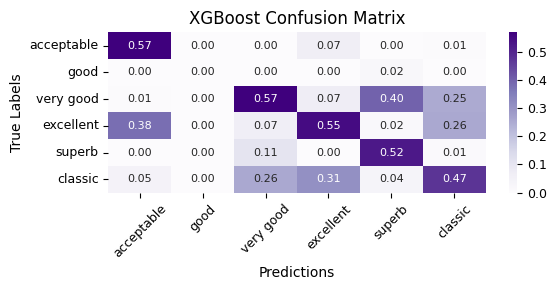 XGBoost Confusion Matrix
True Labels
acceptable 0.57 0.00 0.00 0.07 0.00 0.01
good 0.00 0.00 0.00 0.00 0.02 0.00
very good 0.01 0.00 0.57 0.07 0.40 0.25
excellent 0.38 0.00 0.07 0.55 0.02 0.26
superb 0.00 0.00 0.11 0.00 0.52 0.01
classic 0.05 0.00 0.26 0.31 0.04 0.47
acceptable good very good excellent superb classic
Predictions
0.5
0.4
0.3
0.2
0.1
0.0